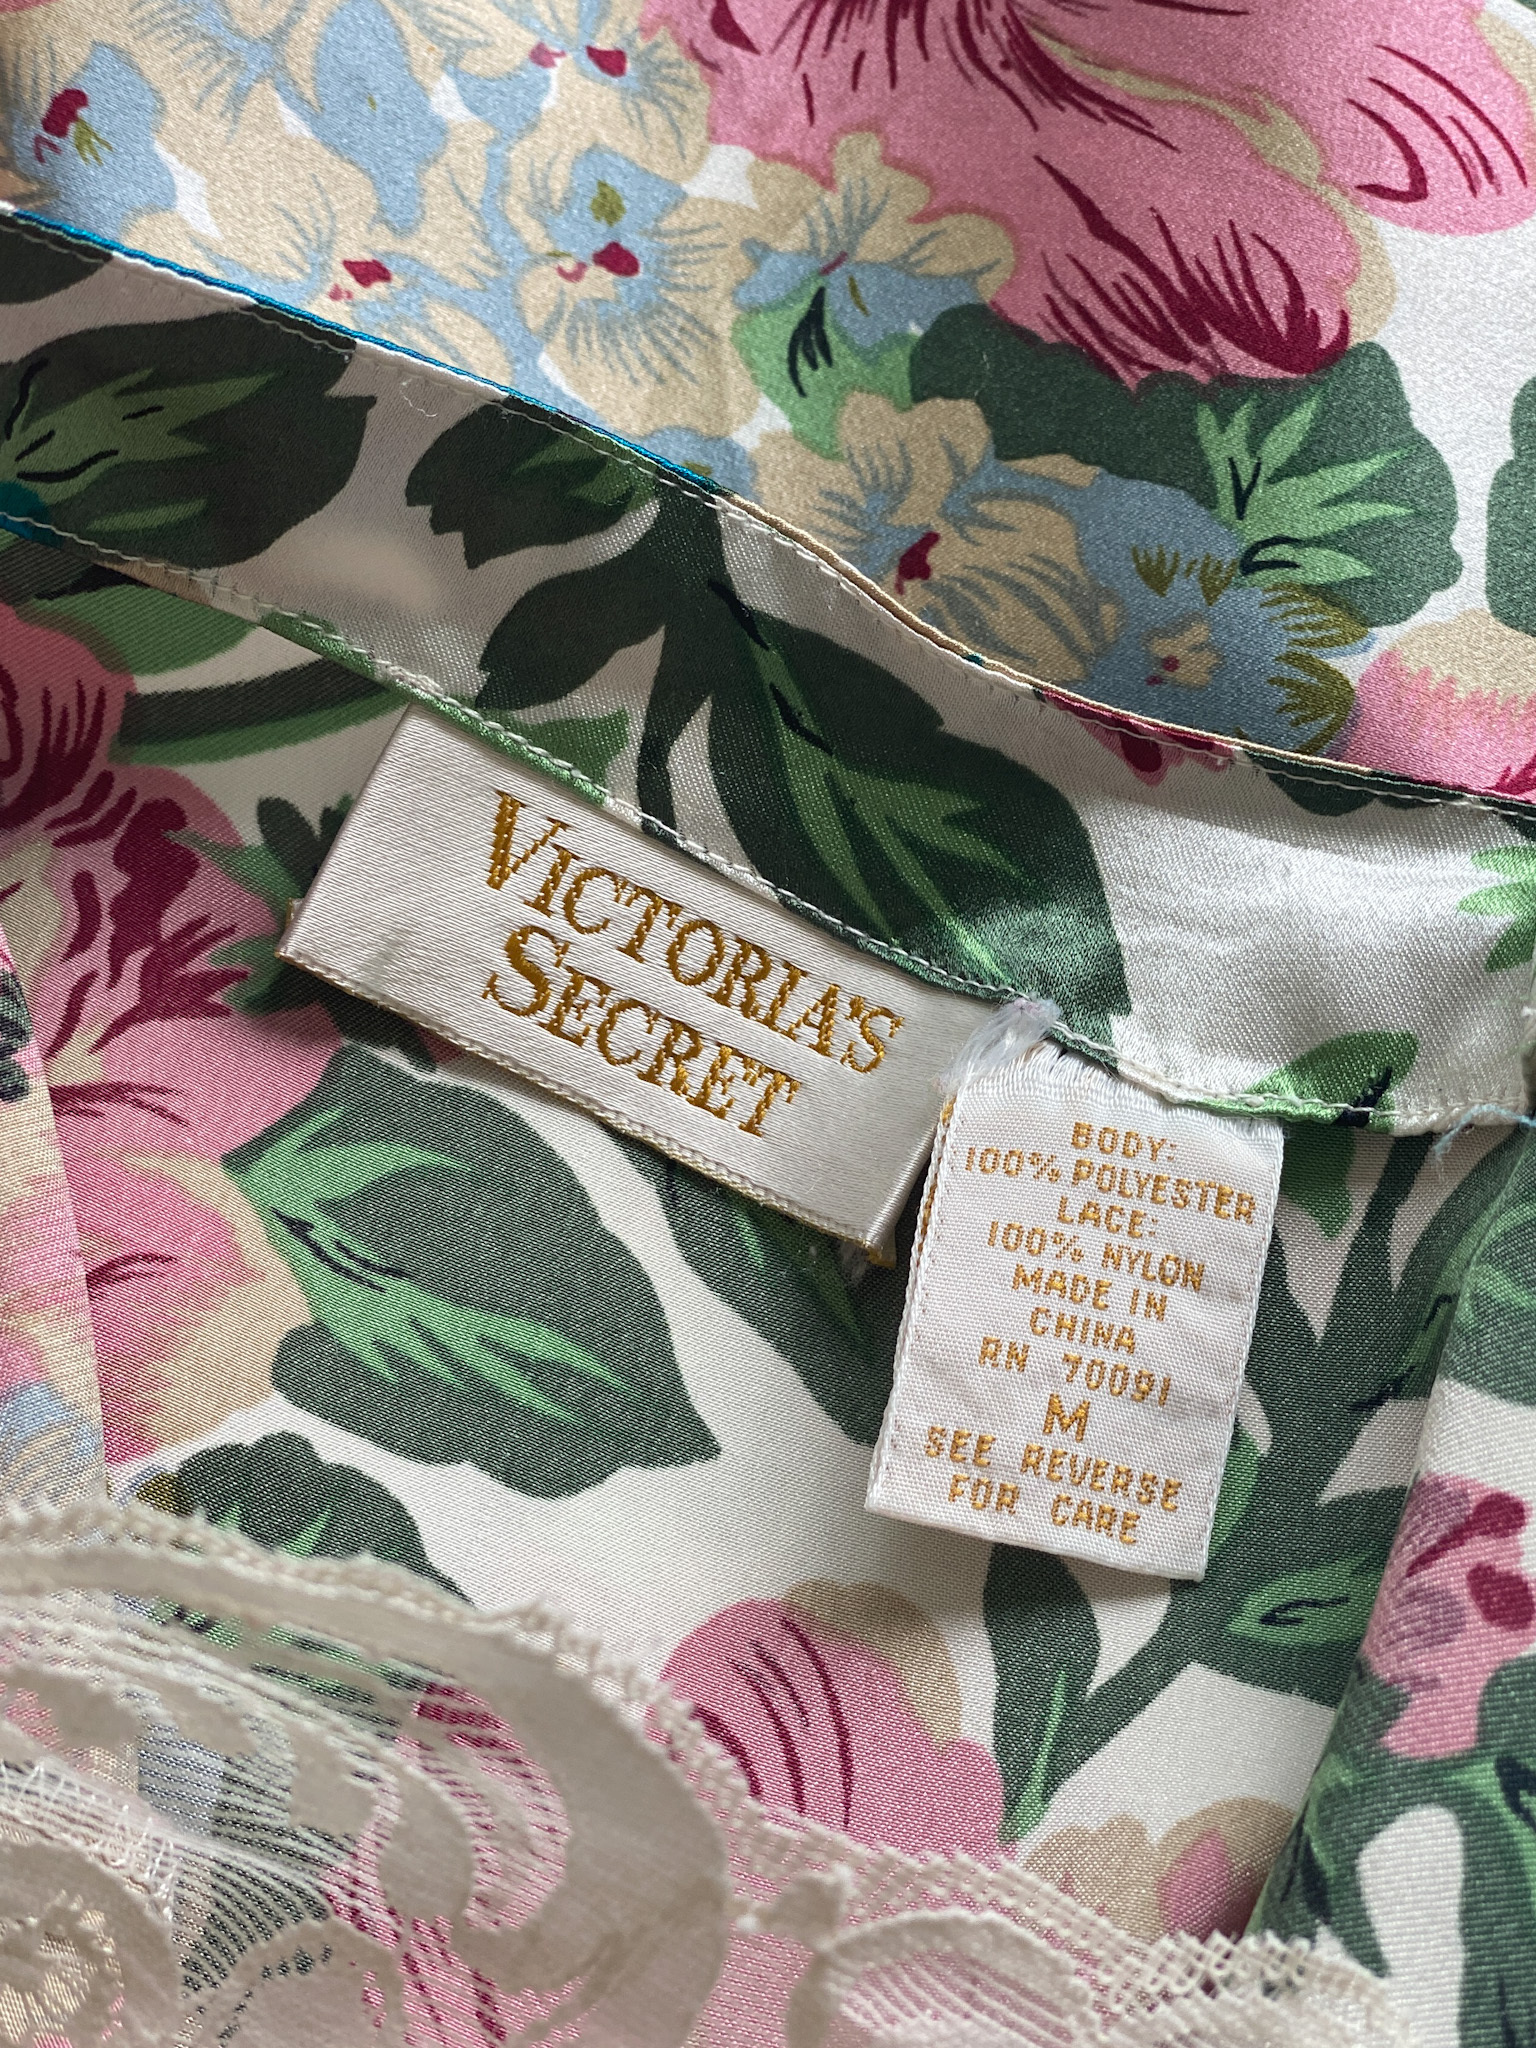 VICTORIA'S
SECRET
BODY:
100% POLYESTER
LACE:
100% NYLON
MADE IN
CHINA
RN 70091
M
SEE REVERSE
FOR CARE